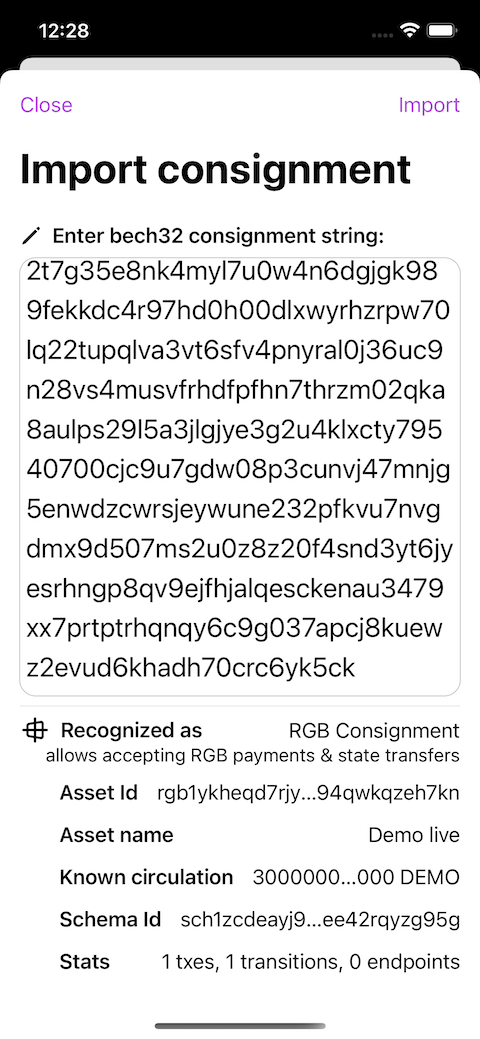 12:28
Close
Import
Import consignment
Enter bech32 consignment string:
2t7g35e8nk4myl7u0w4n6dgjgk98
9fekkdc4r97hd0h00dlxwyrhzrpw70
lq22tupqlva3vt6sfv4pnyral0j36uc9
n28vs4musvfrhdfpfhn7thrzm02qka
8aulps29l5a3jlgjye3g2u4klxcty795
40700cjc9u7gdw08p3cunvj47mnjg
5enwdzcwrsjeywune232pfkvu7nvg
dmx9d507ms2u0z8z20f4snd3yt6jy
esrhngp8qv9ejfhjalqesckenau3479
xx7prtptrhqnqy6c9g037apcj8kuew
z2evud6khadh70crc6yk5ck
Recognized as RGB Consignment
allows accepting RGB payments & state transfers
Asset Id rgb1ykheqd7rjy...94qwkqzeh7kn
Asset name Demo live
Known circulation 3000000...000 DEMO
Schema Id sch1zcdeayj9...ee42rqyzg95g
Stats 1 txes, 1 transitions, 0 endpoints